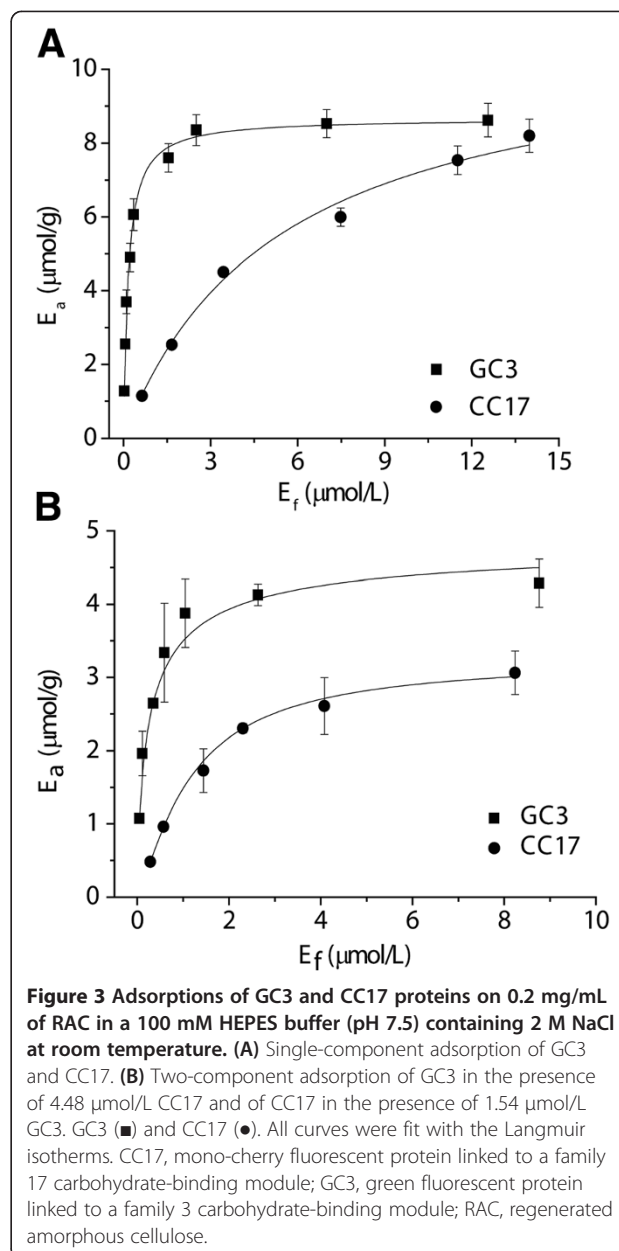 A
10
8
6
4
2
0
E_a (µmol/g)
GC3
CC17
0 3 6 9 12 15
E_f (µmol/L)
B
5
4
3
2
1
0
E_a (µmol/g)
GC3
CC17
0 2 4 6 8 10
E_f (µmol/L)
Figure 3 Adsorptions of GC3 and CC17 proteins on 0.2 mg/mL
of RAC in a 100 mM HEPES buffer (pH 7.5) containing 2 M NaCl
at room temperature. (A) Single-component adsorption of GC3
and CC17. (B) Two-component adsorption of GC3 in the presence
of 4.48 µmol/L CC17 and of CC17 in the presence of 1.54 µmol/L
GC3. GC3 (■) and CC17 (●). All curves were fit with the Langmuir
isotherms. CC17, mono-cherry fluorescent protein linked to a family
17 carbohydrate-binding module; GC3, green fluorescent protein
linked to a family 3 carbohydrate-binding module; RAC, regenerated
amorphous cellulose.